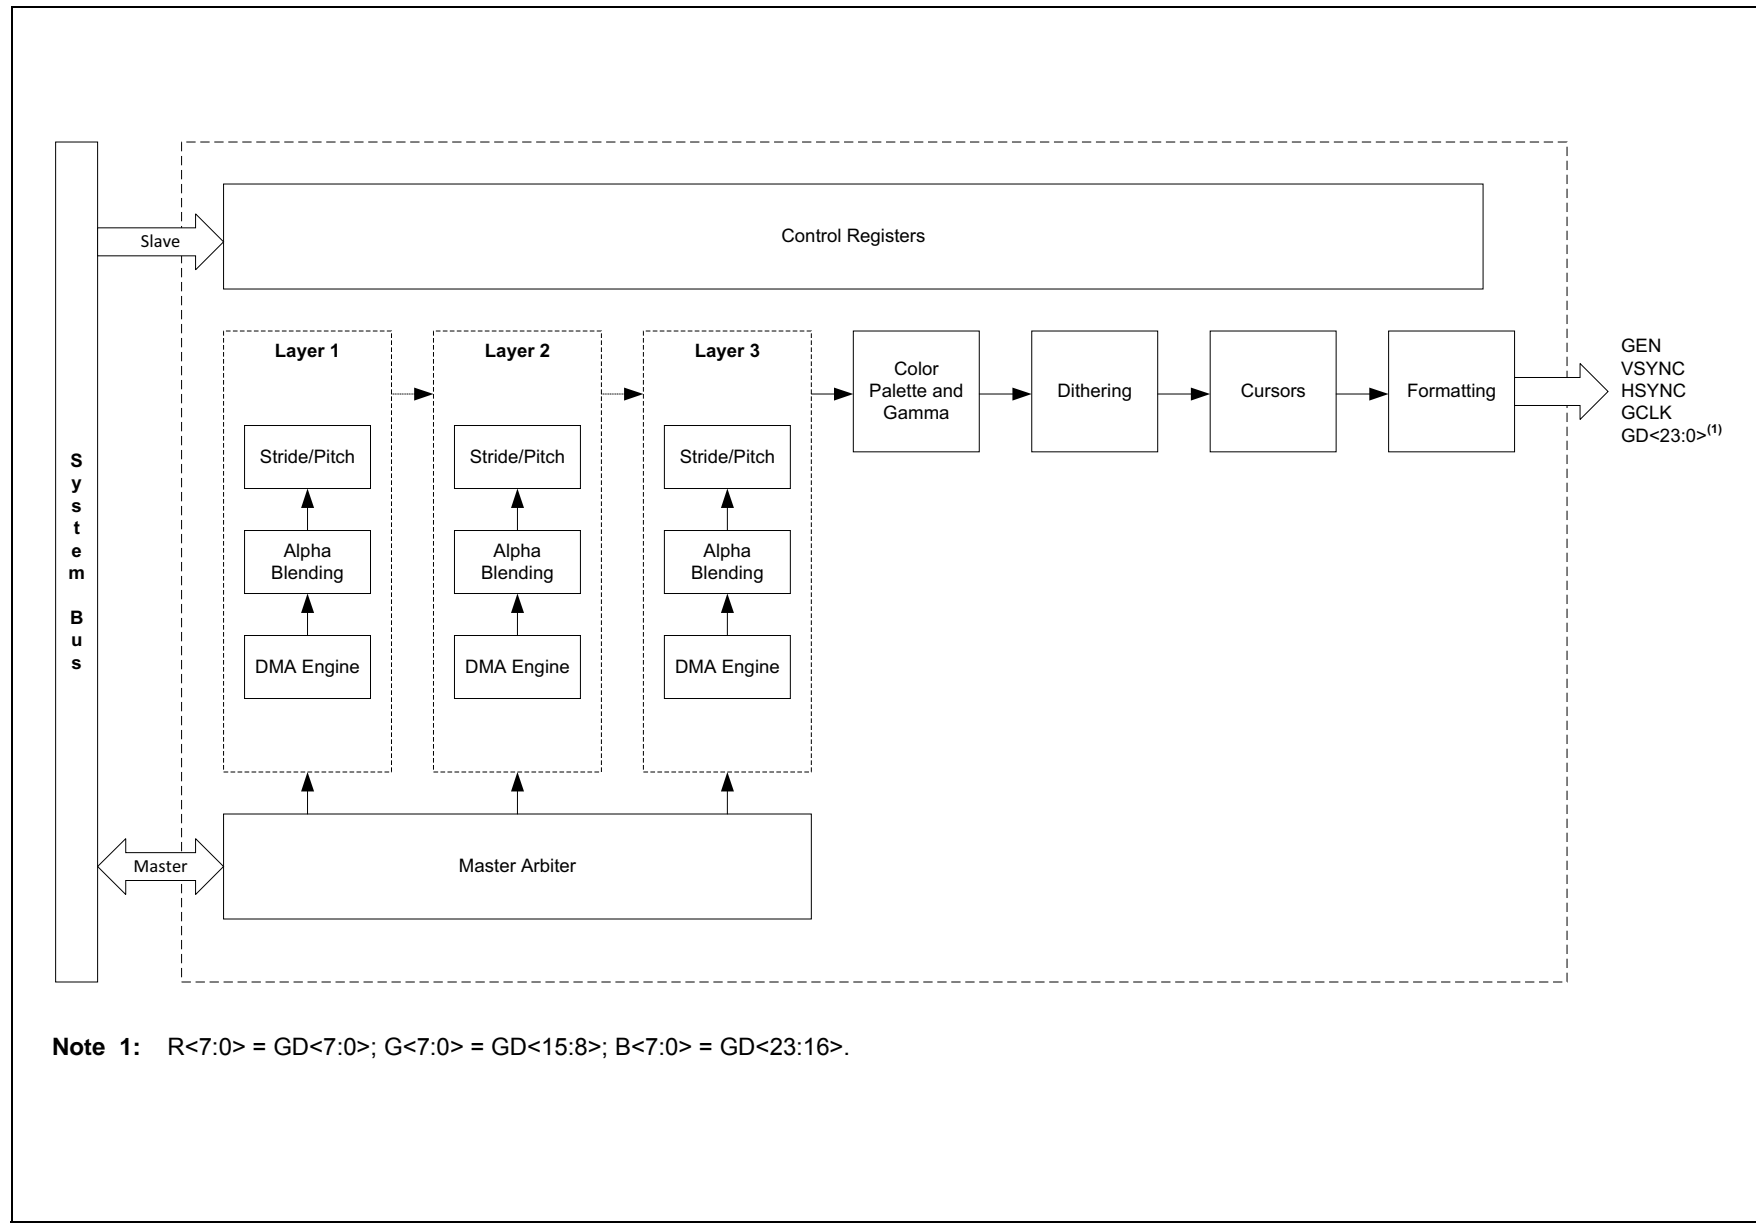 System Bus
Slave
Control Registers
Layer 1
Stride/Pitch
Alpha
Blending
DMA Engine
Layer 2
Stride/Pitch
Alpha
Blending
DMA Engine
Layer 3
Stride/Pitch
Alpha
Blending
DMA Engine
Color
Palette and
Gamma
Dithering
Cursors
Formatting
GEN
VSYNC
HSYNC
GCLK
GD<23:0>(1)
Master
Master Arbiter
Note 1: R<7:0> = GD<7:0>; G<7:0> = GD<15:8>; B<7:0> = GD<23:16>.